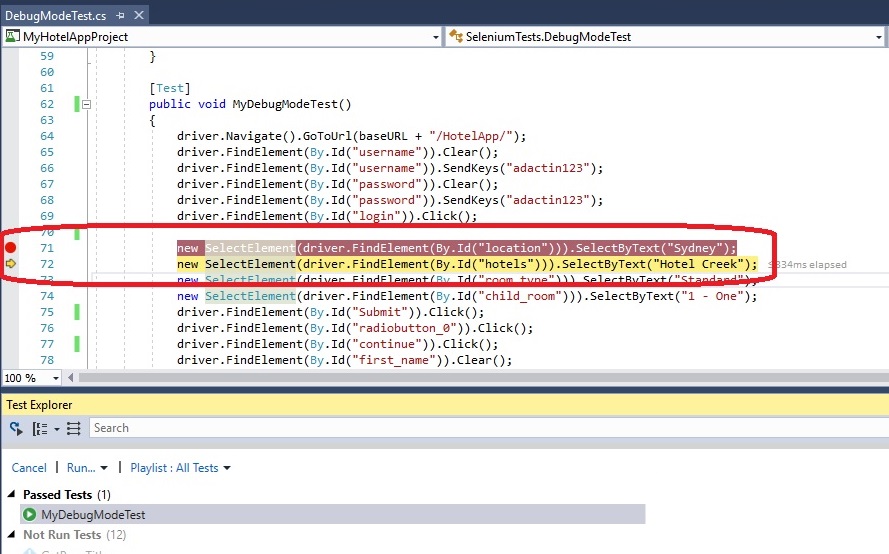 DebugModeTest.cs
MyHotelAppProject
SeleniumTests.DebugModeTest
59 }
60
61 [Test]
62 public void MyDebugModeTest()
63 {
64 driver.Navigate().GoToUrl(baseURL + "/HotelApp/");
65 driver.FindElement(By.Id("username")).Clear();
66 driver.FindElement(By.Id("username")).SendKeys("adactin123");
67 driver.FindElement(By.Id("password")).Clear();
68 driver.FindElement(By.Id("password")).SendKeys("adactin123");
69 driver.FindElement(By.Id("login")).Click();
70
71 new SelectElement(driver.FindElement(By.Id("location"))).SelectByText("Sydney");
72 new SelectElement(driver.FindElement(By.Id("hotels"))).SelectByText("Hotel Creek"); elapsed
73 new SelectElement(driver.FindElement(By.Id("room_type"))).SelectByText("Standard");
74 new SelectElement(driver.FindElement(By.Id("child_room"))).SelectByText("1 - One");
75 driver.FindElement(By.Id("Submit")).Click();
76 driver.FindElement(By.Id("radiobutton_0")).Click();
77 driver.FindElement(By.Id("continue")).Click();
78 driver.FindElement(By.Id("first_name")).Clear();
100 %
Test Explorer
Search
Cancel | Run... | Playlist : All Tests
Passed Tests (1)
MyDebugModeTest
Not Run Tests (12)